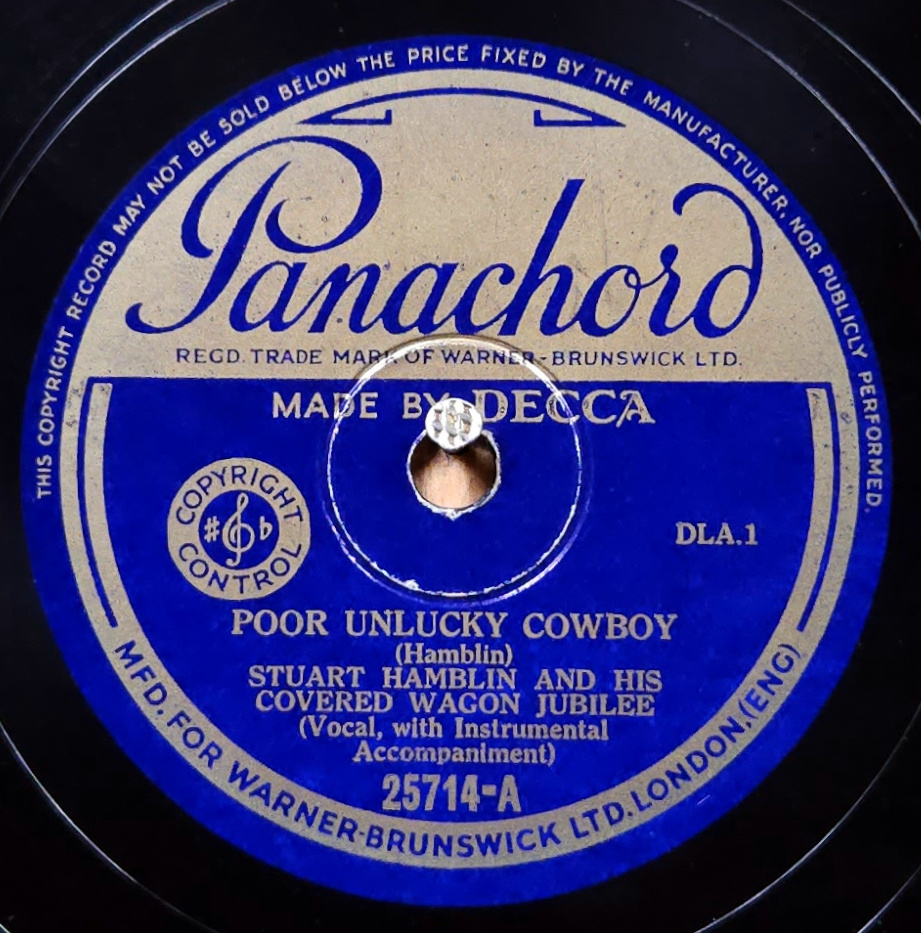 THIS COPYRIGHT RECORD MAY NOT BE SOLD BELOW THE PRICE FIXED BY THE MANUFACTURER, NOR PUBLICLY PERFORMED.
Panachord
REGD. TRADE MARK OF WARNER-BRUNSWICK LTD.
MADE BY DECCA
COPYRIGHT CONTROL
DLA.1
POOR UNLUCKY COWBOY
(Hamblin)
STUART HAMBLIN AND HIS
COVERED WAGON JUBILEE
(Vocal, with Instrumental
Accompaniment)
25714-A
MFD. FOR WARNER-BRUNSWICK LTD. LONDON. (ENG)